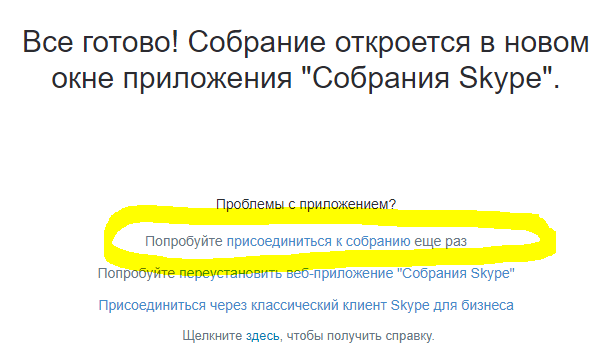 Все готово! Собрание откроется в новом
окне приложения "Собрания Skype".
Проблемы с приложением?
Попробуйте присоединиться к собранию еще раз
Попробуйте переустановить веб-приложение "Собрания Skype"
Присоединиться через классический клиент Skype для бизнеса
Щелкните здесь, чтобы получить справку.